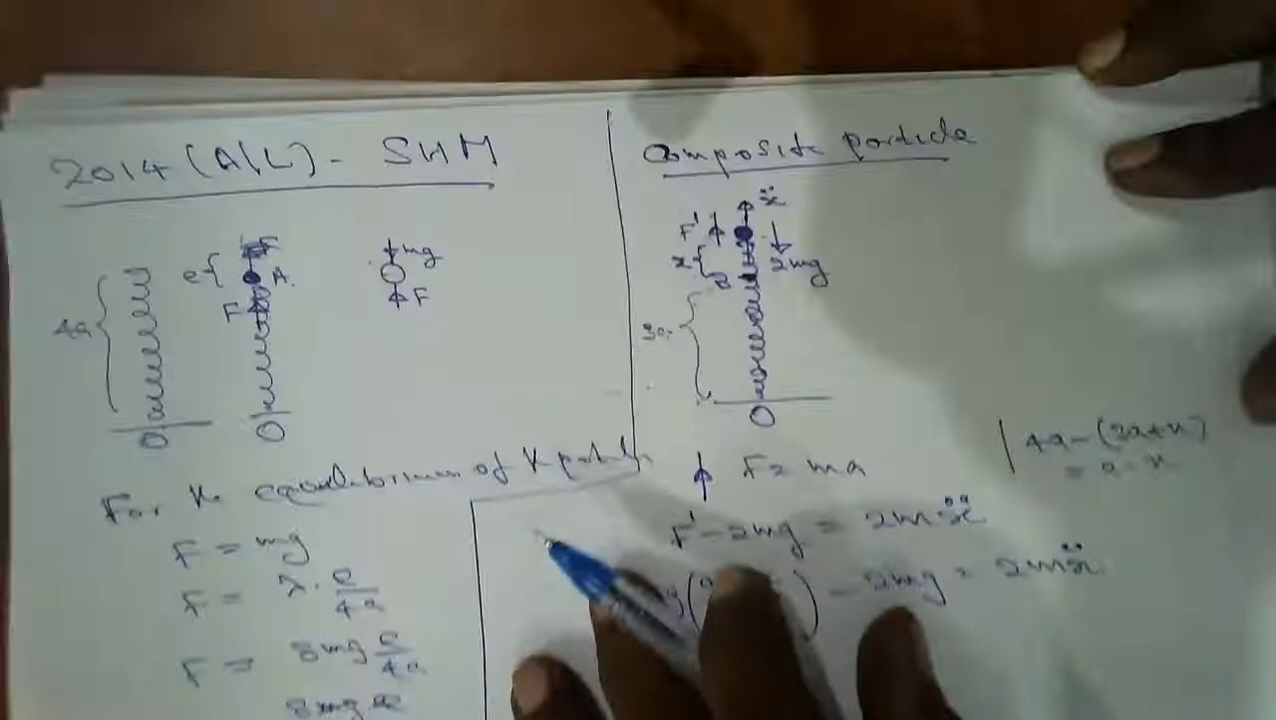 2014 (A/L) - SHM
4a
e
F
A
F
O
O
mg
F
For the equilibrium of the particle
F = mg
F = λ. e/4a
F = 8mg e/4a
8mg e
Composite particle
ẍ
F'
x
2mg
3a
O
F = ma
F' - 2mg = 2mẍ
- 2mg = 2mẍ
4a - (3a+x)
= a - x